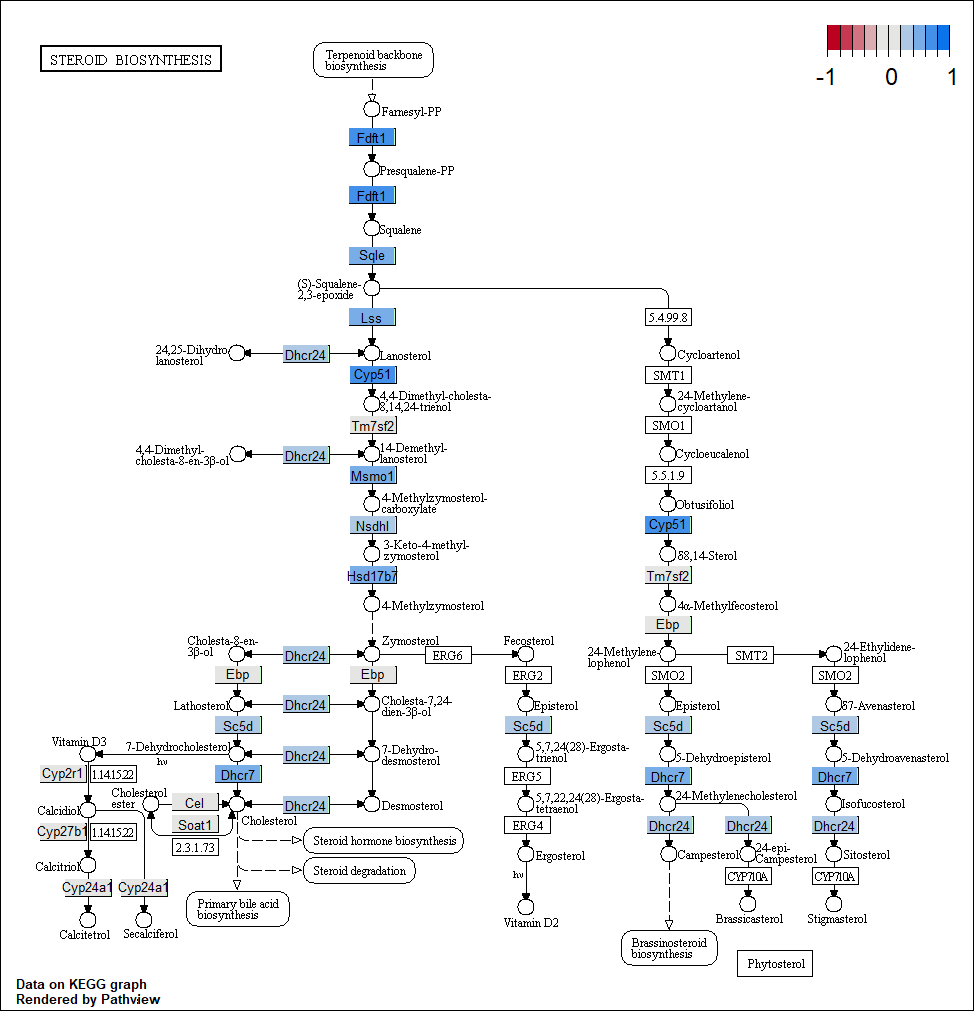 STEROID BIOSYNTHESIS
-1 0 1
Terpenoid backbone
biosynthesis
Farnesyl-PP
Fdft1
Presqualene-PP
Fdft1
Squalene
Sqle
(S)-Squalene-
2,3-epoxide
Lss
5.4.99.8
24,25-Dihydro
lanosterol
Dhcr24
Lanosterol
Cycloartenol
Cyp51
SMT1
4,4-Dimethyl-cholesta-
8,14,24-trienol
24-Methylene-
cycloartanol
Tm7sf2
SMO1
4,4-Dimethyl-
cholesta-8-en-3β-ol
Dhcr24
14-Demethyl-
lanosterol
Cycloeucalenol
Msmo1
5.5.1.9
4-Methylzymosterol-
carboxylate
Obtusifoliol
Nsdhl
Cyp51
3-Keto-4-methyl-
zymosterol
δ8,14-Sterol
Hsd17b7
Tm7sf2
4-Methylzymosterol
4α-Methylfecosterol
Ebp
Cholesta-8-en-
3β-ol
Dhcr24
Zymosterol
ERG6
Fecosterol
24-Methylene-
lophenol
SMT2
24-Ethylidene-
lophenol
Ebp
Ebp
ERG2
SMO2
SMO2
Lathosterol
Dhcr24
Cholesta-7,24-
dien-3β-ol
Episterol
Episterol
δ7-Avenasterol
Sc5d
Sc5d
Sc5d
Sc5d
Vitamin D3
7-Dehydrocholesterol
hν
Dhcr24
7-Dehydro-
desmosterol
5,7,24(28)-Ergosta-
trienol
5-Dehydroepisterol
5-Dehydroavenasterol
Cyp2r1
1.14.15.22
Dhcr7
ERG5
Dhcr7
Dhcr7
Calcidiol
Cholesterol
ester
Cel
Soat1
2.3.1.73
Cholesterol
Dhcr24
Desmosterol
5,7,22,24(28)-Ergosta-
tetraenol
24-Methylenecholesterol
Isofucosterol
Cyp27b1
1.14.15.22
ERG4
Dhcr24
Dhcr24
Dhcr24
Steroid hormone biosynthesis
Calcitriol
Steroid degradation
Ergosterol
Campesterol
24-epi-
Campesterol
Sitosterol
Cyp24a1
Cyp24a1
hν
CYP710A
CYP710A
Primary bile acid
biosynthesis
Calcitetrol
Secalciferol
Vitamin D2
Brassicasterol
Stigmasterol
Brassinosteroid
biosynthesis
Phytosterol
Data on KEGG graph
Rendered by Pathview